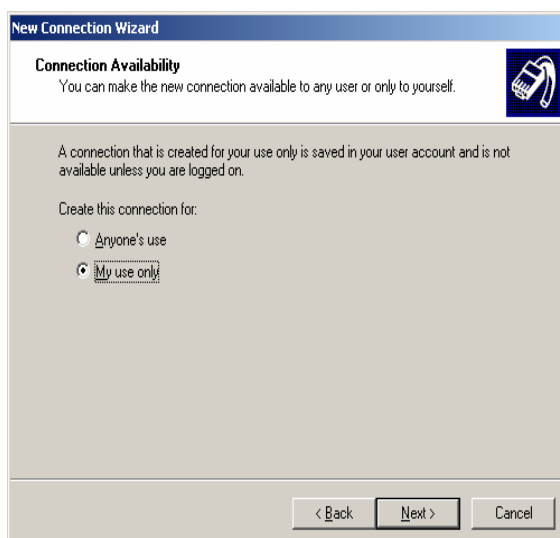 New Connection Wizard
Connection Availability
You can make the new connection available to any user or only to yourself.
A connection that is created for your use only is saved in your user account and is not
available unless you are logged on.
Create this connection for:
Anyone's use
My use only
< Back Next > Cancel